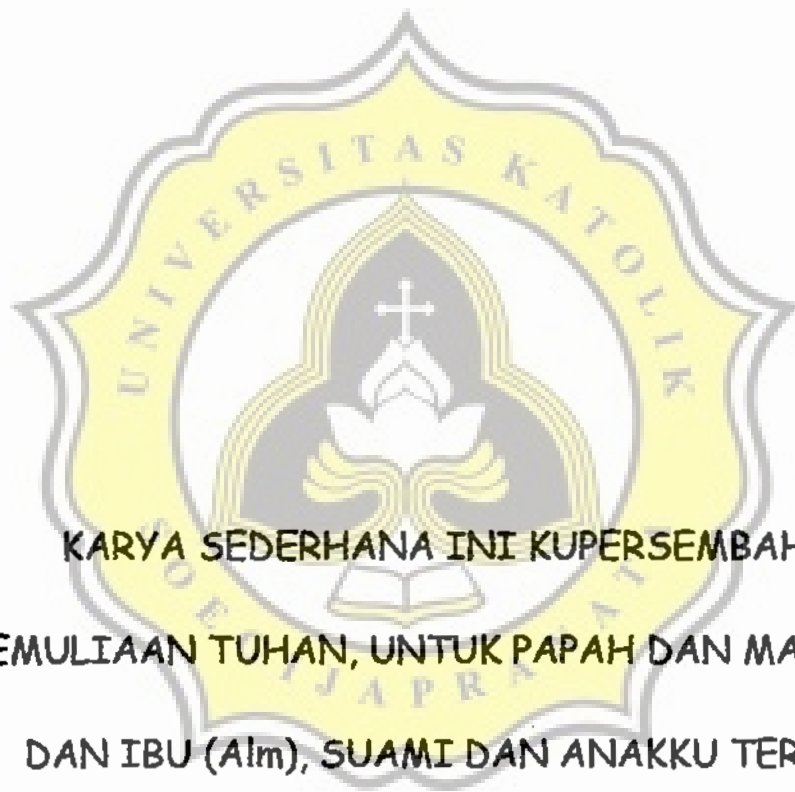 UNIVERSITAS KATOLIK
SOEGIJAPRANATA
KARYA SEDERHANA INI KUPERSEMBAH
EMULIAAN TUHAN, UNTUK PAPAH DAN MA
DAN IBU (Alm), SUAMI DAN ANAKKU TER